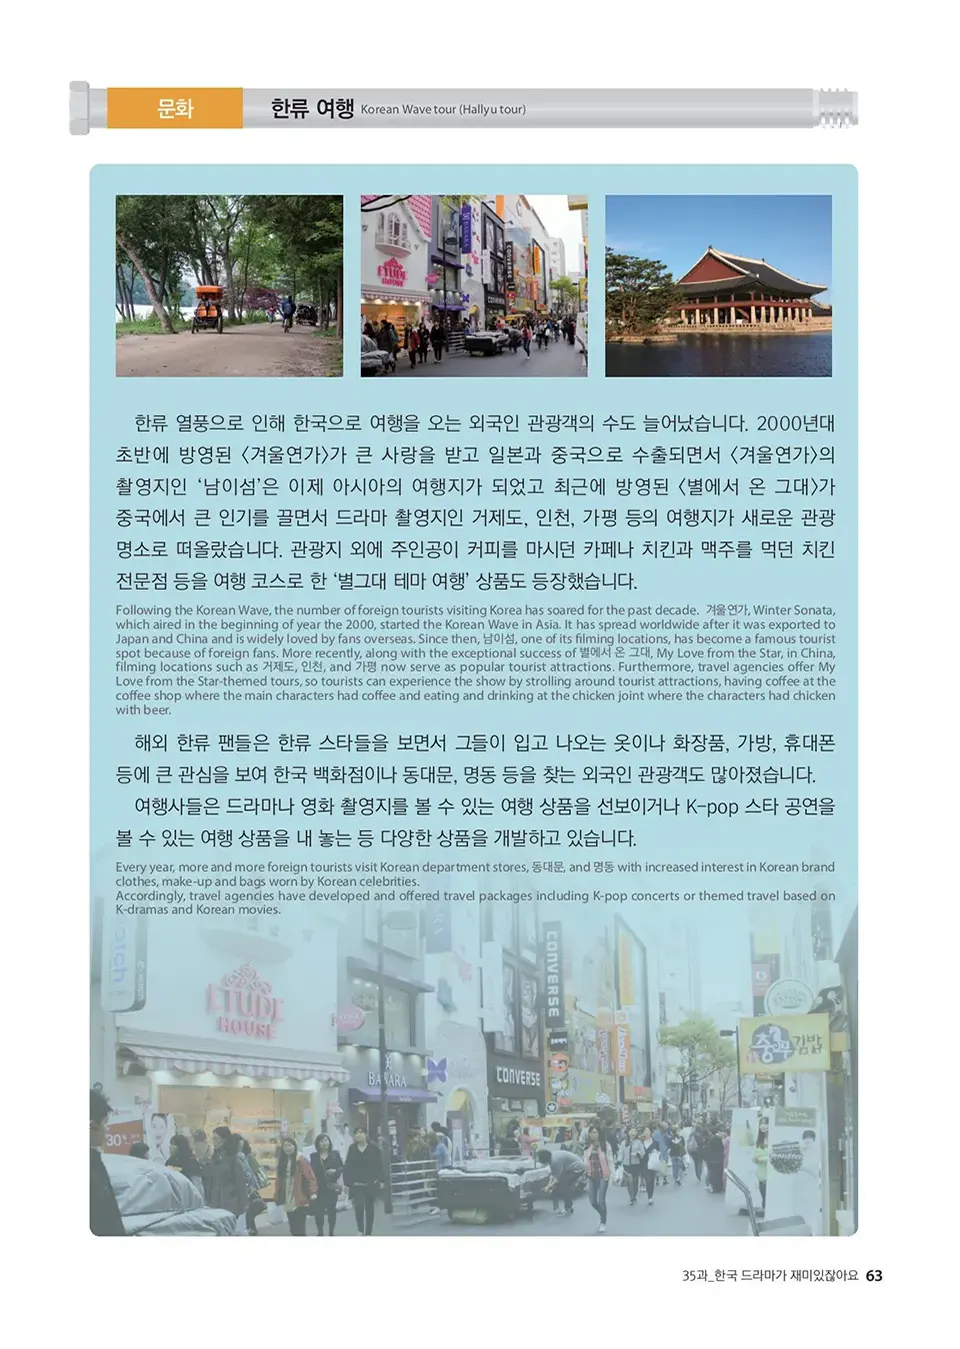 문화
한류 여행 Korean Wave tour (Hallyu tour)
ETUDE
HOUSE
CONVERSE
한류 열풍으로 인해 한국으로 여행을 오는 외국인 관광객의 수도 늘어났습니다. 2000년대
초반에 방영된 〈겨울연가〉가 큰 사랑을 받고 일본과 중국으로 수출되면서 〈겨울연가〉의
촬영지인 ‘남이섬’은 이제 아시아의 여행지가 되었고 최근에 방영된 〈별에서 온 그대〉가
중국에서 큰 인기를 끌면서 드라마 촬영지인 거제도, 인천, 가평 등의 여행지가 새로운 관광
명소로 떠올랐습니다. 관광지 외에 주인공이 커피를 마시던 카페나 치킨과 맥주를 먹던 치킨
전문점 등을 여행 코스로 한 ‘별그대 테마 여행’ 상품도 등장했습니다.
Following the Korean Wave, the number of foreign tourists visiting Korea has soared for the past decade. 겨울연가, Winter Sonata,
which aired in the beginning of year the 2000, started the Korean Wave in Asia. It has spread worldwide after it was exported to
Japan and China and is widely loved by fans overseas. Since then, 남이섬, one of its filming locations, has become a famous tourist
spot because of foreign fans. More recently, along with the exceptional success of 별에서 온 그대, My Love from the Star, in China,
filming locations such as 거제도, 인천, and 가평 now serve as popular tourist attractions. Furthermore, travel agencies offer My
Love from the Star-themed tours, so tourists can experience the show by strolling around tourist attractions, having coffee at the
coffee shop where the main characters had coffee and eating and drinking at the chicken joint where the characters had chicken
with beer.
해외 한류 팬들은 한류 스타들을 보면서 그들이 입고 나오는 옷이나 화장품, 가방, 휴대폰
등에 큰 관심을 보여 한국 백화점이나 동대문, 명동 등을 찾는 외국인 관광객도 많아졌습니다.
여행사들은 드라마나 영화 촬영지를 볼 수 있는 여행 상품을 선보이거나 K-pop 스타 공연을
볼 수 있는 여행 상품을 내 놓는 등 다양한 상품을 개발하고 있습니다.
Every year, more and more foreign tourists visit Korean department stores, 동대문, and 명동 with increased interest in Korean brand
clothes, make-up and bags worn by Korean celebrities.
Accordingly, travel agencies have developed and offered travel packages including K-pop concerts or themed travel based on
K-dramas and Korean movies.
CONVERSE
ETUDE
HOUSE
충무김밥
CONVERSE
30
35과_한국 드라마가 재미있잖아요 63